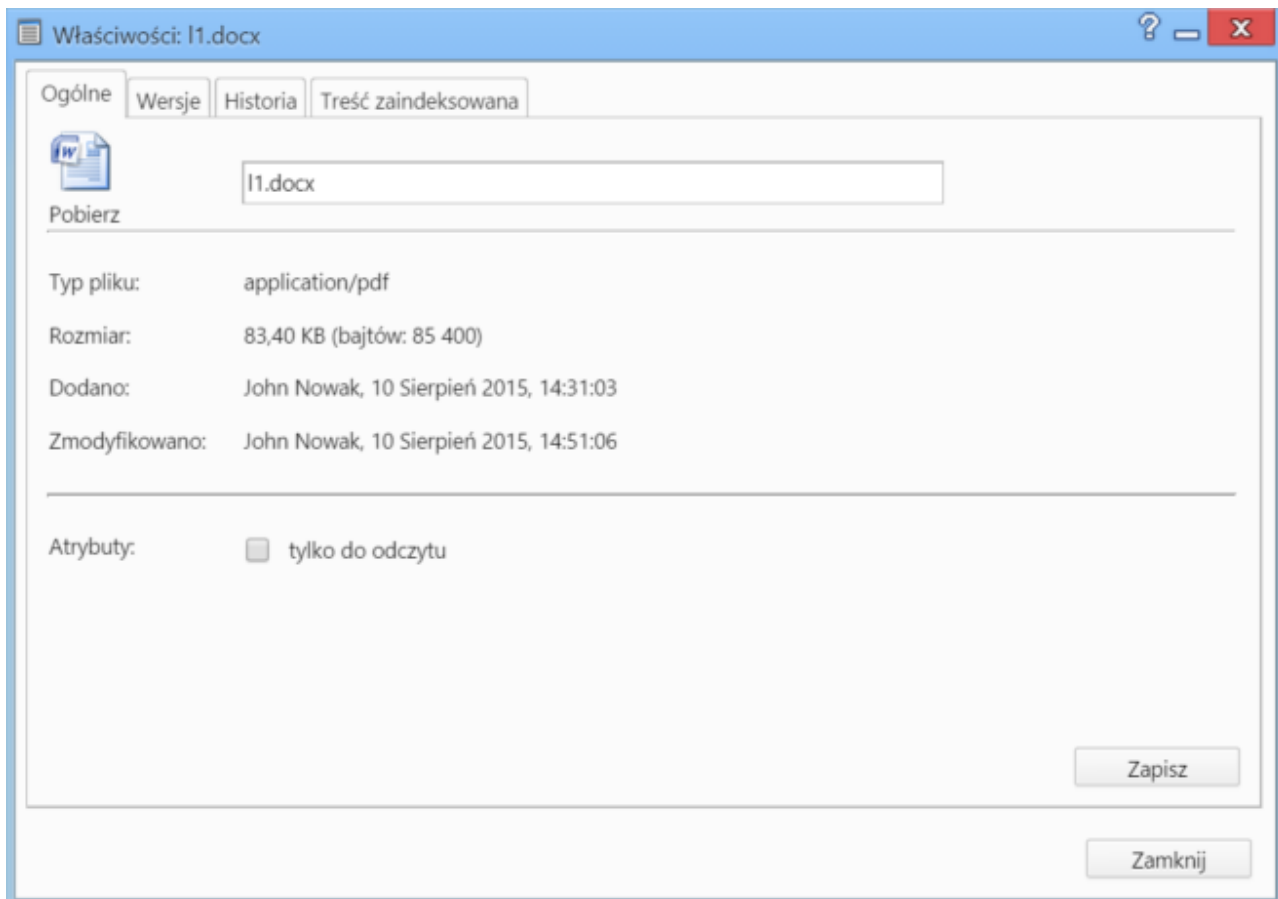 Właściwości: l1.docx
Ogólne Wersje Historia Treść zaindeksowana
l1.docx
Pobierz
Typ pliku: application/pdf
Rozmiar: 83,40 KB (bajtów: 85 400)
Dodano: John Nowak, 10 Sierpień 2015, 14:31:03
Zmodyfikowano: John Nowak, 10 Sierpień 2015, 14:51:06
Atrybuty: tylko do odczytu
Zapisz
Zamknij